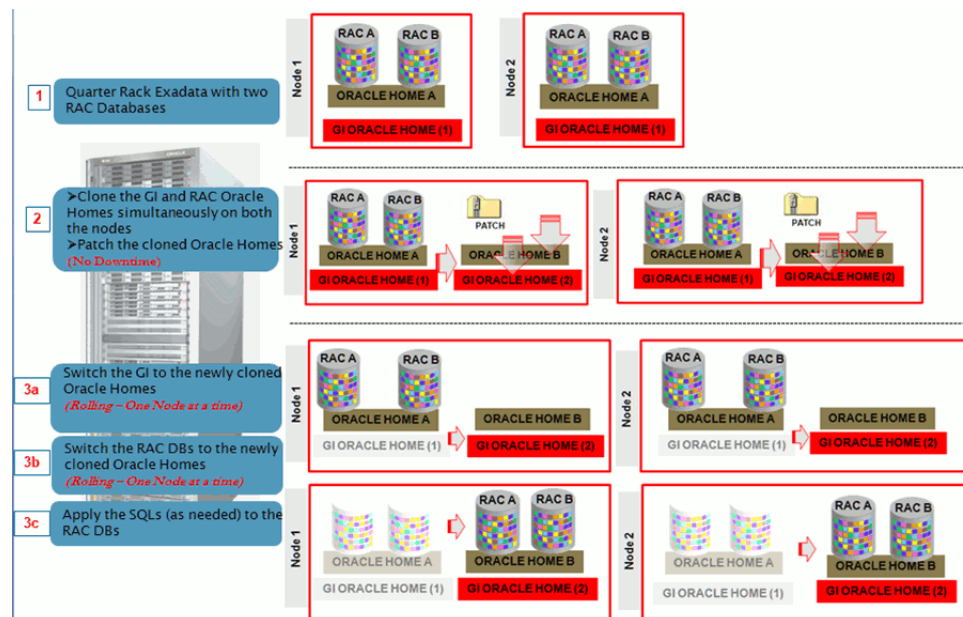 1
Quarter Rack Exadata with two
RAC Databases
Node 1
RAC A
RAC B
ORACLE HOME A
GI ORACLE HOME (1)
Node 2
RAC A
RAC B
ORACLE HOME A
GI ORACLE HOME (1)
2
➢Clone the GI and RAC Oracle
Homes simultaneously on both
the nodes
➢Patch the cloned Oracle Homes
(No Downtime)
Node 1
RAC A
RAC B
PATCH
ORACLE HOME A
ORACLE HOME B
GI ORACLE HOME (1)
GI ORACLE HOME (2)
Node 2
RAC A
RAC B
PATCH
ORACLE HOME A
ORACLE HOME B
GI ORACLE HOME (1)
GI ORACLE HOME (2)
3a
Switch the GI to the newly cloned
Oracle Homes
(Rolling – One Node at a time)
3b
Switch the RAC DBs to the newly
cloned Oracle Homes
(Rolling – One Node at a time)
Node 1
RAC A
RAC B
ORACLE HOME A
ORACLE HOME B
GI ORACLE HOME (1)
GI ORACLE HOME (2)
Node 2
RAC A
RAC B
ORACLE HOME A
ORACLE HOME B
GI ORACLE HOME (1)
GI ORACLE HOME (2)
3c
Apply the SQLs (as needed) to the
RAC DBs
Node 1
RAC A
RAC B
ORACLE HOME A
ORACLE HOME B
GI ORACLE HOME (1)
GI ORACLE HOME (2)
Node 2
RAC A
RAC B
ORACLE HOME A
ORACLE HOME B
GI ORACLE HOME (1)
GI ORACLE HOME (2)